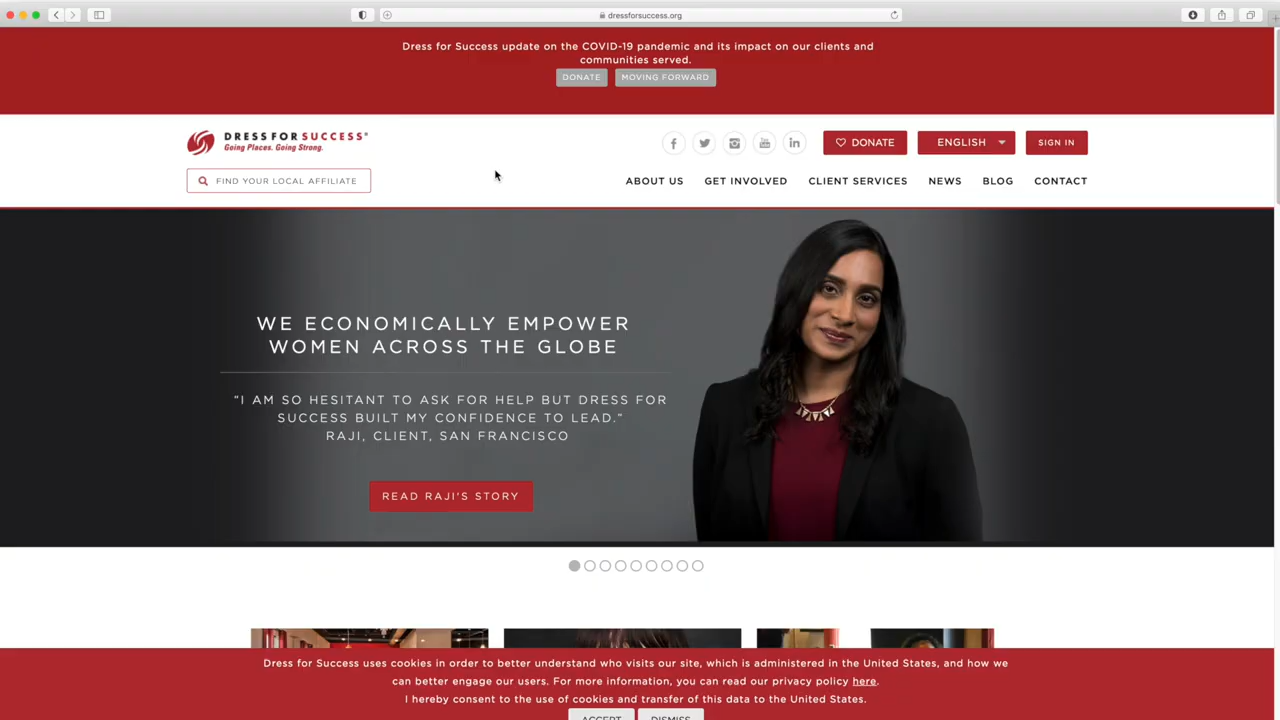 dressforsuccess.org
Dress for Success update on the COVID-19 pandemic and its impact on our clients and
communities served.
DONATE MOVING FORWARD
DRESS FOR SUCCESS®
Going Places. Going Strong.
DONATE ENGLISH SIGN IN
FIND YOUR LOCAL AFFILIATE
ABOUT US GET INVOLVED CLIENT SERVICES NEWS BLOG CONTACT
WE ECONOMICALLY EMPOWER
WOMEN ACROSS THE GLOBE
"I AM SO HESITANT TO ASK FOR HELP BUT DRESS FOR
SUCCESS BUILT MY CONFIDENCE TO LEAD."
RAJI, CLIENT, SAN FRANCISCO
READ RAJI'S STORY
Dress for Success uses cookies in order to better understand who visits our site, which is administered in the United States, and how we
can better engage our users. For more information, you can read our privacy policy here.
I hereby consent to the use of cookies and transfer of this data to the United States.
ACCEPT DISMISS